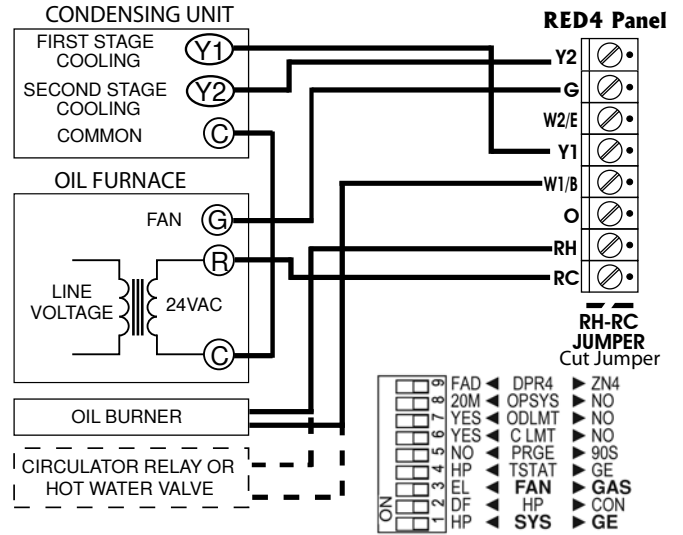 CONDENSING UNIT
FIRST STAGE
COOLING
Y1
SECOND STAGE
COOLING
Y2
COMMON
C
OIL FURNACE
FAN
G
R
LINE
VOLTAGE
24VAC
C
OIL BURNER
CIRCULATOR RELAY OR
HOT WATER VALVE
RED4 Panel
Y2
G
W2/E
Y1
W1/B
O
RH
RC
RH-RC
JUMPER
Cut Jumper
9 FAD ◄ DPR4 ► ZN4
8 20M ◄ OPSYS ► NO
7 YES ◄ ODLMT ► NO
6 YES ◄ C LMT ► NO
5 NO ◄ PRGE ► 90S
4 HP ◄ TSTAT ► GE
3 EL ◄ FAN ► GAS
2 DF ◄ HP ► CON
1 HP ◄ SYS ► GE
ON